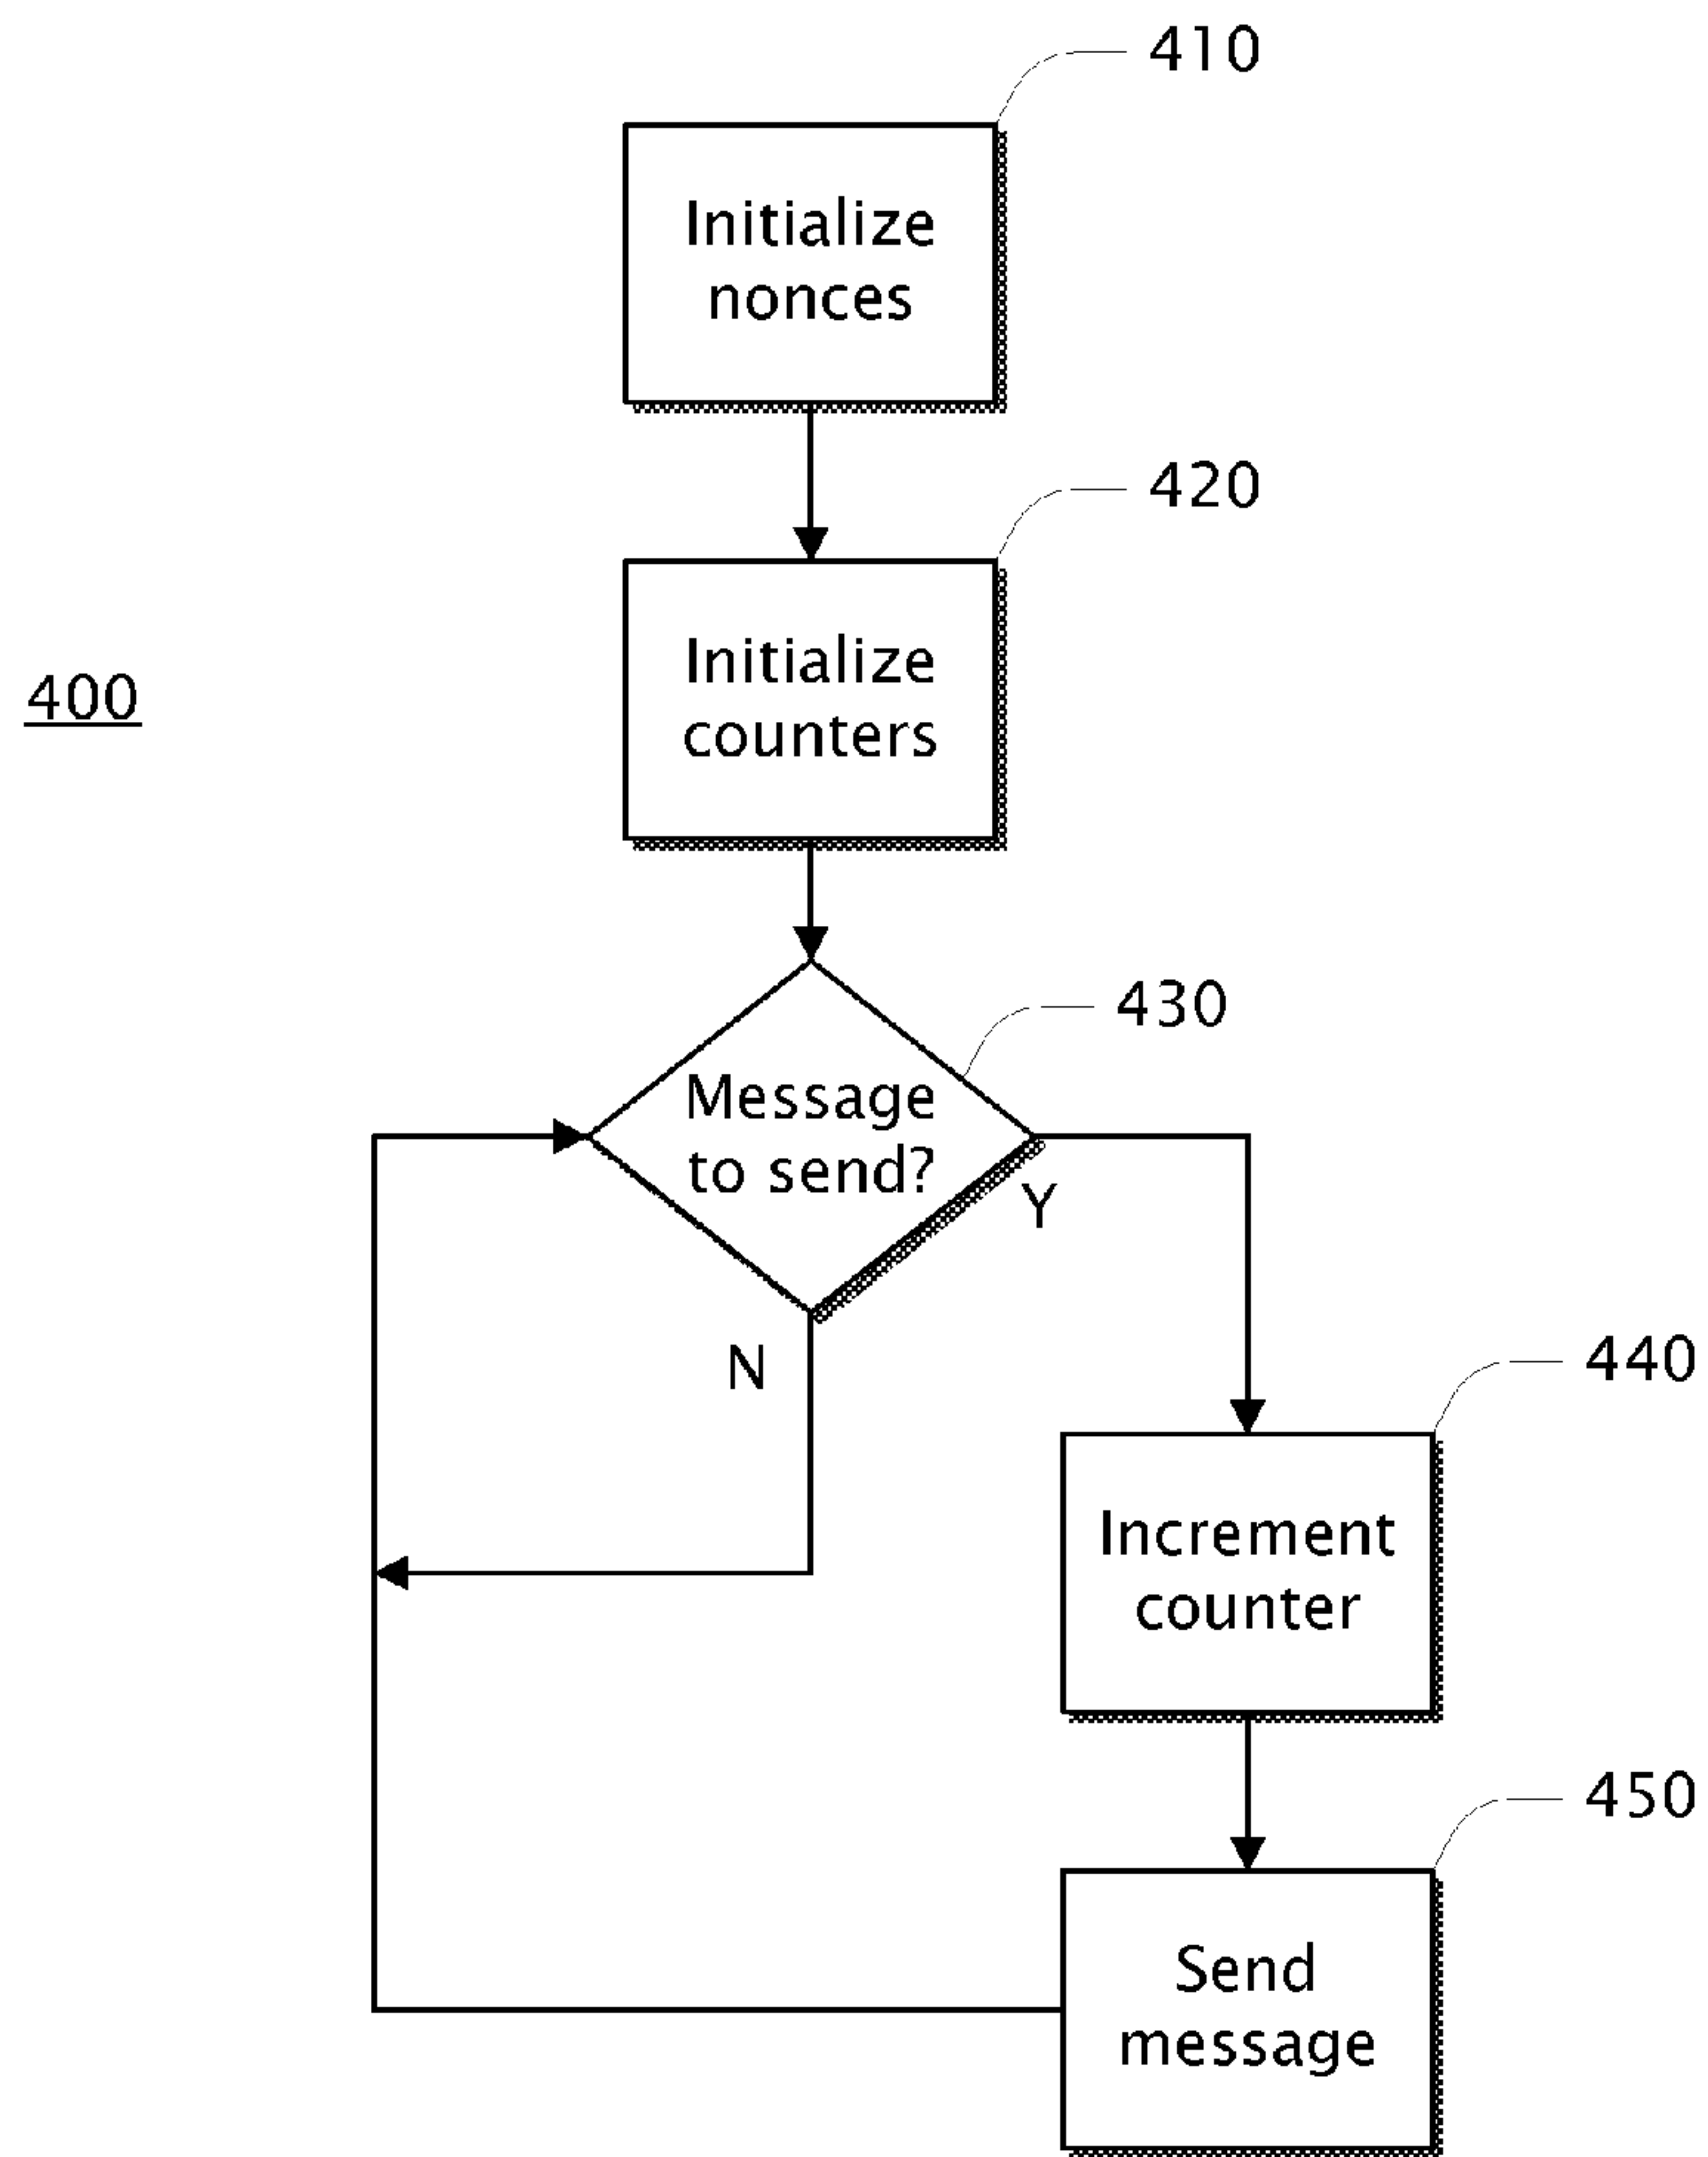 410
Initialize
nonces
420
Initialize
counters
400
430
Message
to send?
Y
N
440
Increment
counter
450
Send
message